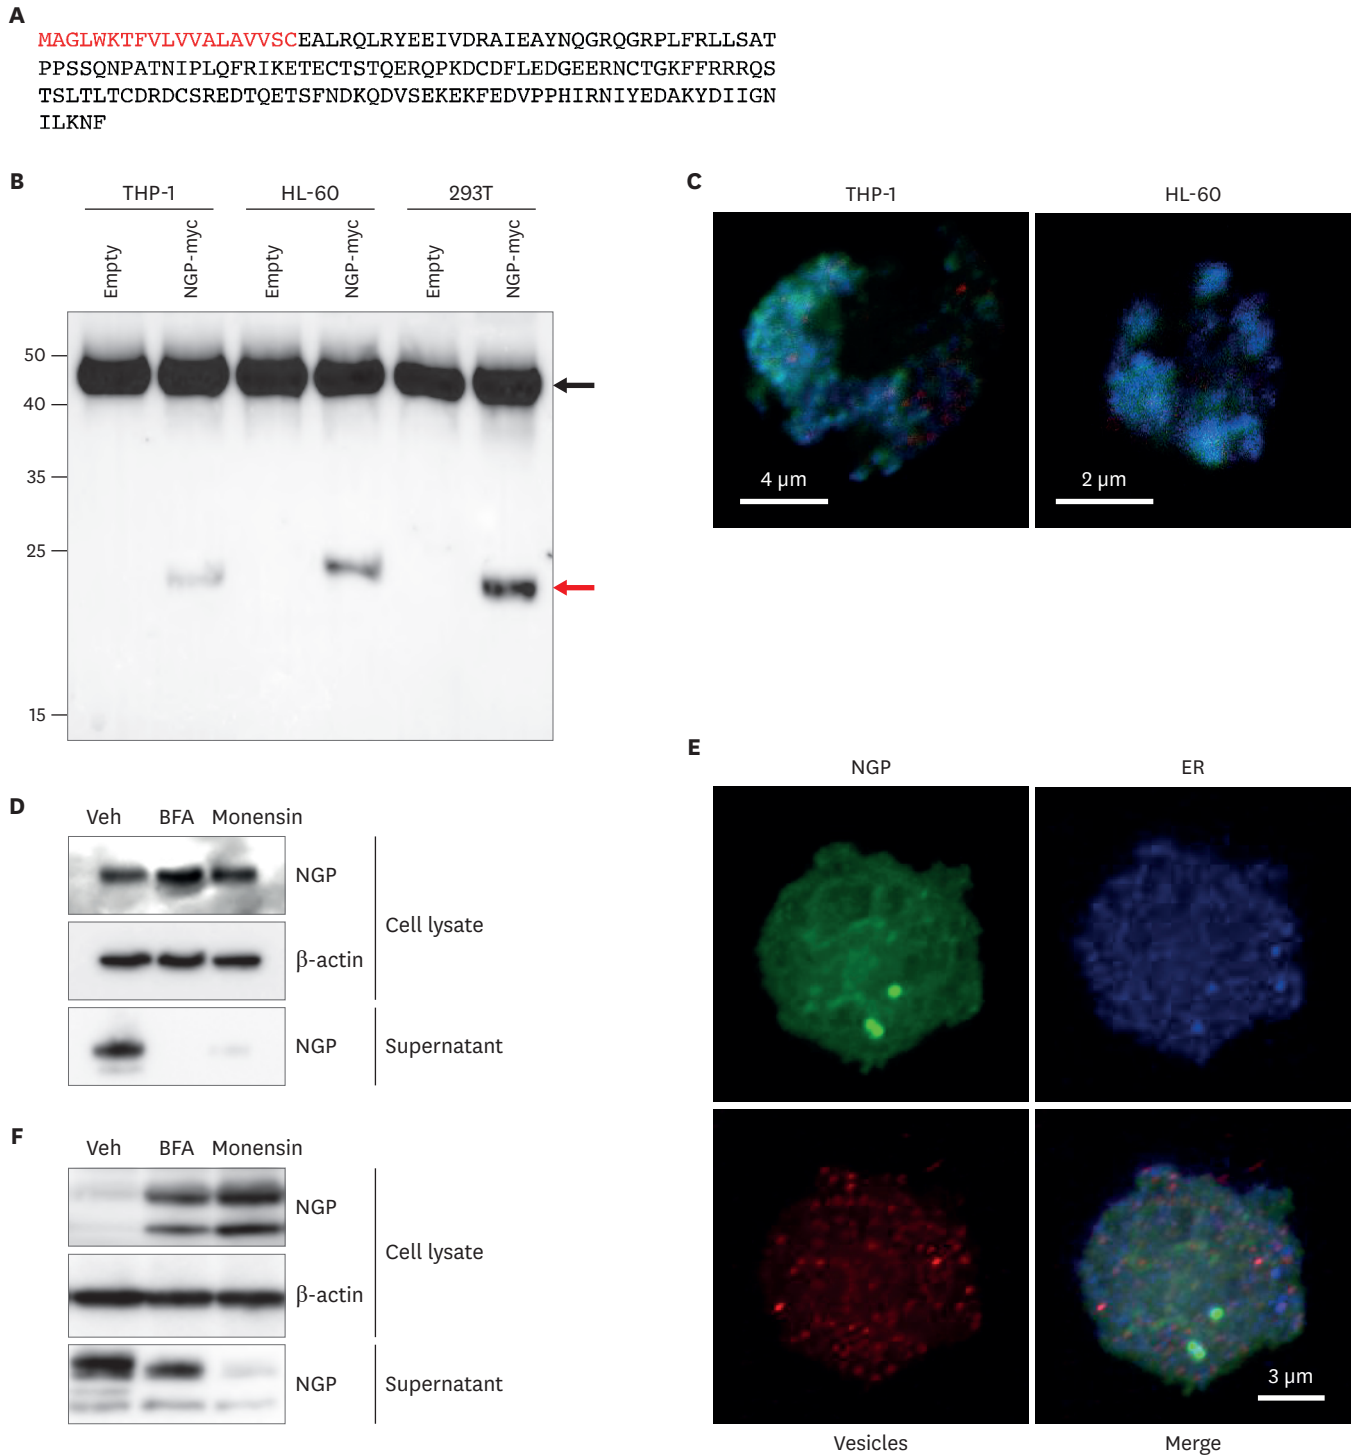 A
MAGLWKTFVLVVALAVVSCEALRQLRYEEIVDRAIEAYNQGRQGRPLFRLLSAT
PPSSQNPATNIPLQFRIKETECTSTQERQPKDCDFLEDGEERNCTGKFFRRRQS
TSLTLTCDRDCSREDTQETSFNDKQDVSEKEKFEDVPPHIRNIYEDAKYDIIGN
ILKNF
B
THP-1 HL-60 293T
Empty NGP-myc Empty NGP-myc Empty NGP-myc
50
40
35
25
15
C
THP-1 HL-60
4 μm 2 μm
D
Veh BFA Monensin
NGP
β-actin
Cell lysate
NGP
Supernatant
E
NGP ER
3 μm
Vesicles Merge
F
Veh BFA Monensin
NGP
β-actin
Cell lysate
NGP
Supernatant